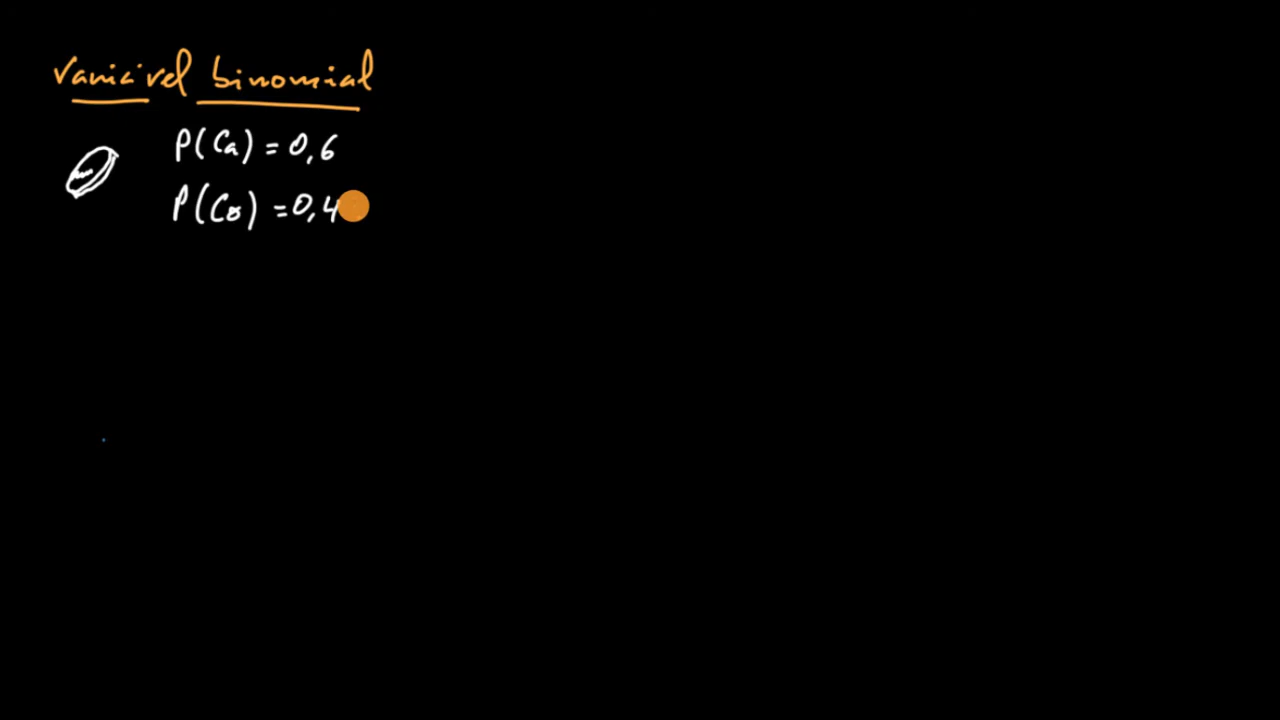 variável binomial
P(Ca) = 0,6
P(Co) = 0,4